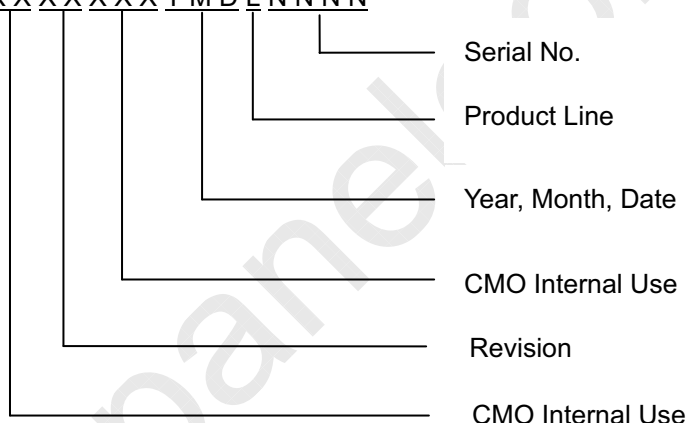 X X X X X X X Y M D L N N N N
Serial No.
Product Line
Year, Month, Date
CMO Internal Use
Revision
CMO Internal Use